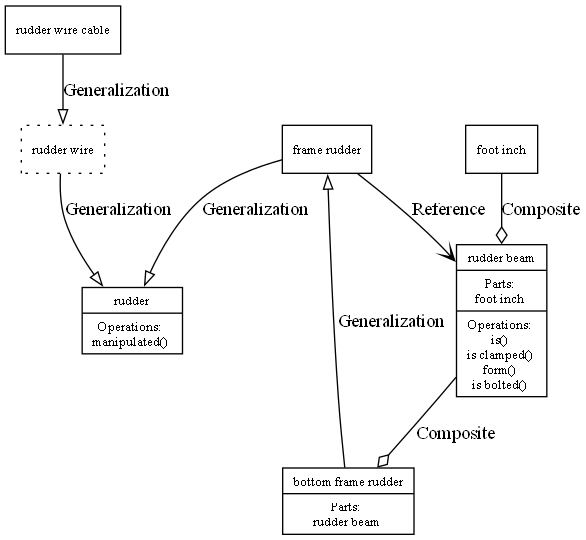 rudder wire cable
Generalization
rudder wire
frame rudder
foot inch
Generalization
Generalization
Reference
Composite
rudder
Operations:
manipulated()
rudder beam
Parts:
foot inch
Operations:
is()
is clamped()
form()
is bolted()
Generalization
Composite
bottom frame rudder
Parts:
rudder beam